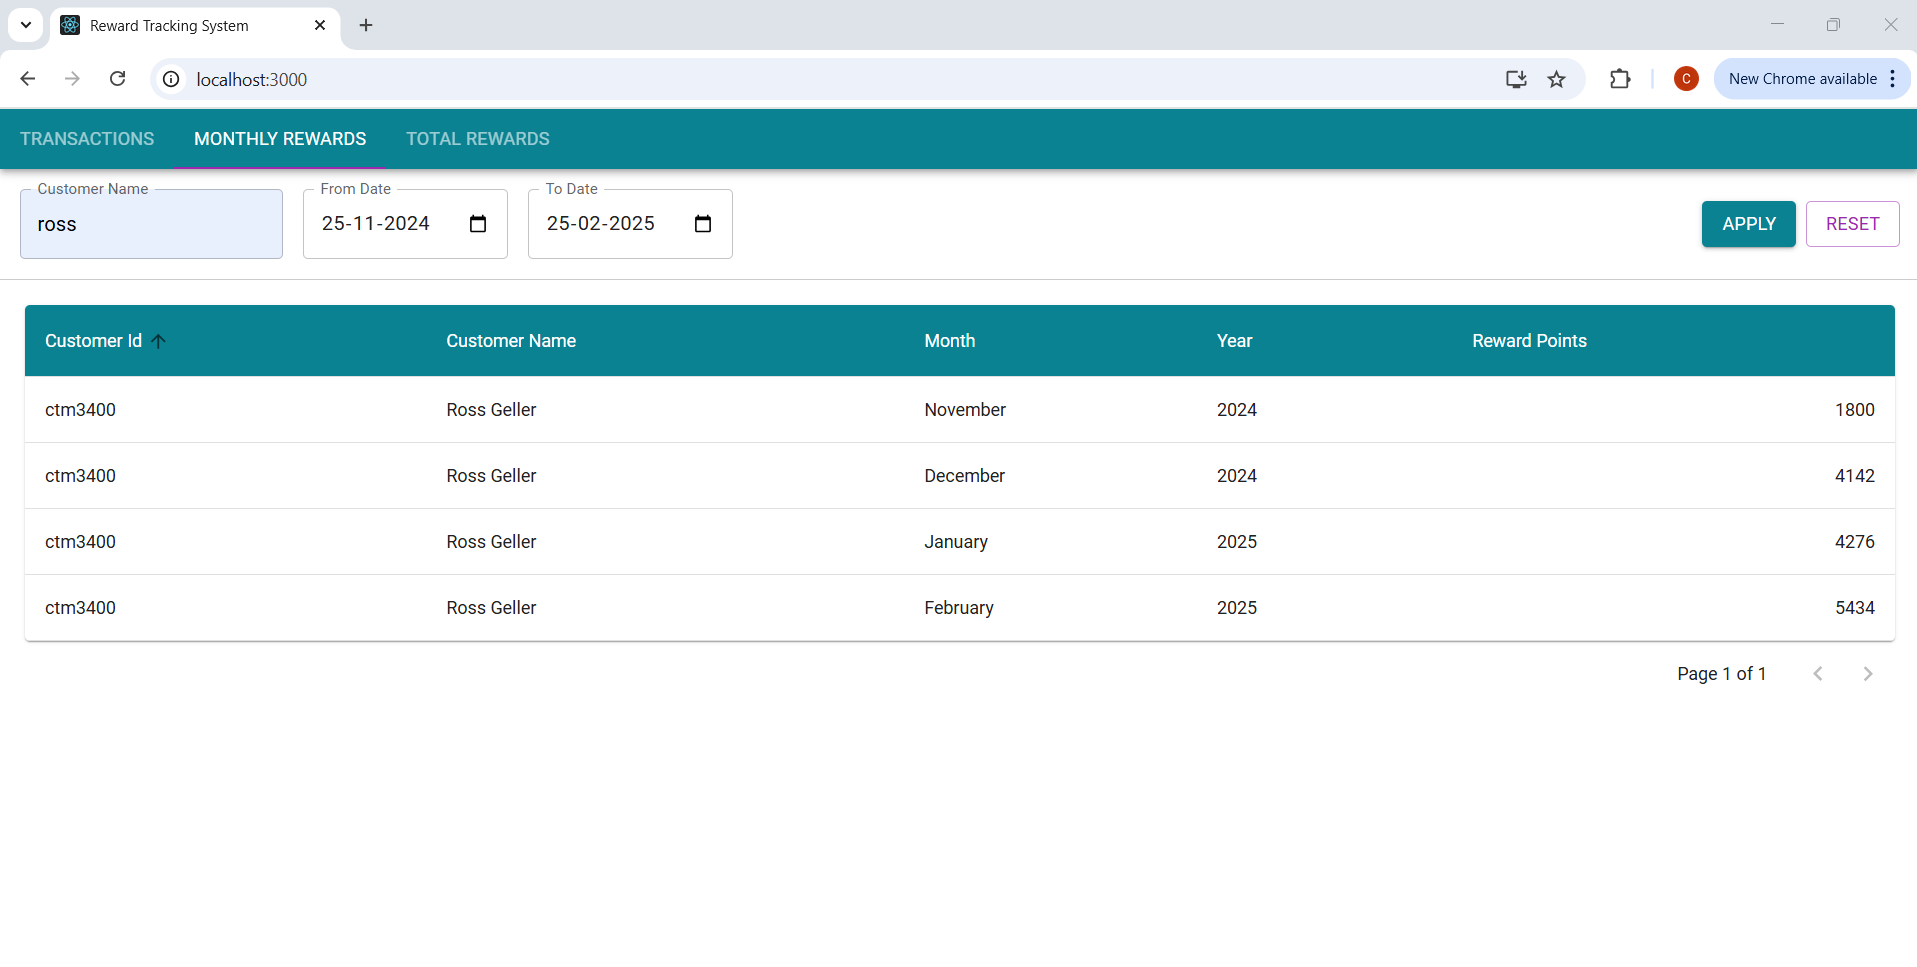 Reward Tracking System
localhost:3000
C
New Chrome available
TRANSACTIONS MONTHLY REWARDS TOTAL REWARDS
Customer Name From Date To Date
ross 25-11-2024 25-02-2025 APPLY RESET
Customer Id Customer Name Month Year Reward Points
ctm3400 Ross Geller November 2024 1800
ctm3400 Ross Geller December 2024 4142
ctm3400 Ross Geller January 2025 4276
ctm3400 Ross Geller February 2025 5434
Page 1 of 1